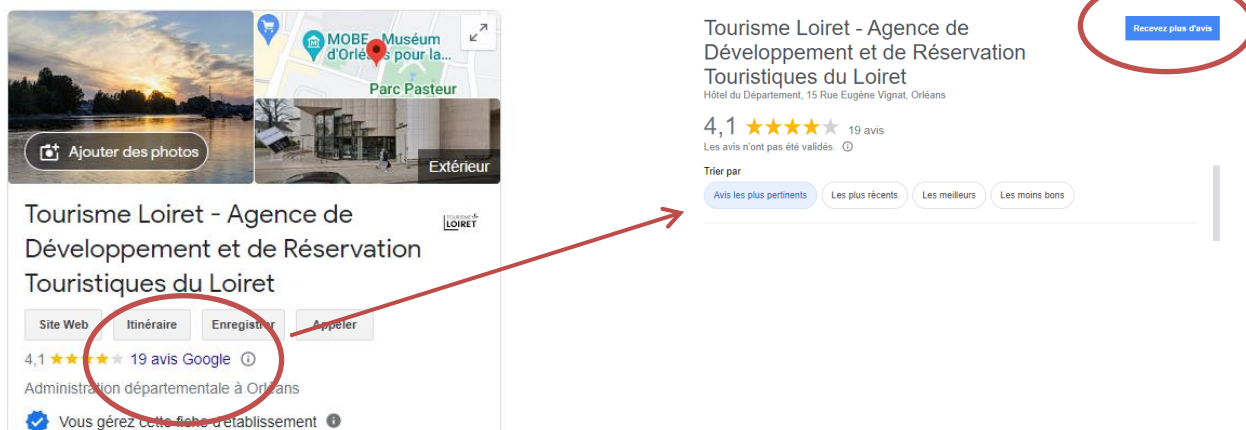 MOBE - Muséum
d'Orléans pour la...
Parc Pasteur
Ajouter des photos
Extérieur
Tourisme Loiret - Agence de
Développement et de Réservation
Touristiques du Loiret
TOURISME
LOIRET
Site Web
Itinéraire
Enregistrer
Appeler
4,1
19 avis Google
Administration départementale à Orléans
Vous gérez cette fiche d'établissement
Tourisme Loiret - Agence de
Développement et de Réservation
Touristiques du Loiret
Hôtel du Département, 15 Rue Eugène Vignat, Orléans
4,1 19 avis
Les avis n'ont pas été validés.
Trier par
Avis les plus pertinents
Les plus récents
Les meilleurs
Les moins bons
Recevez plus d'avis